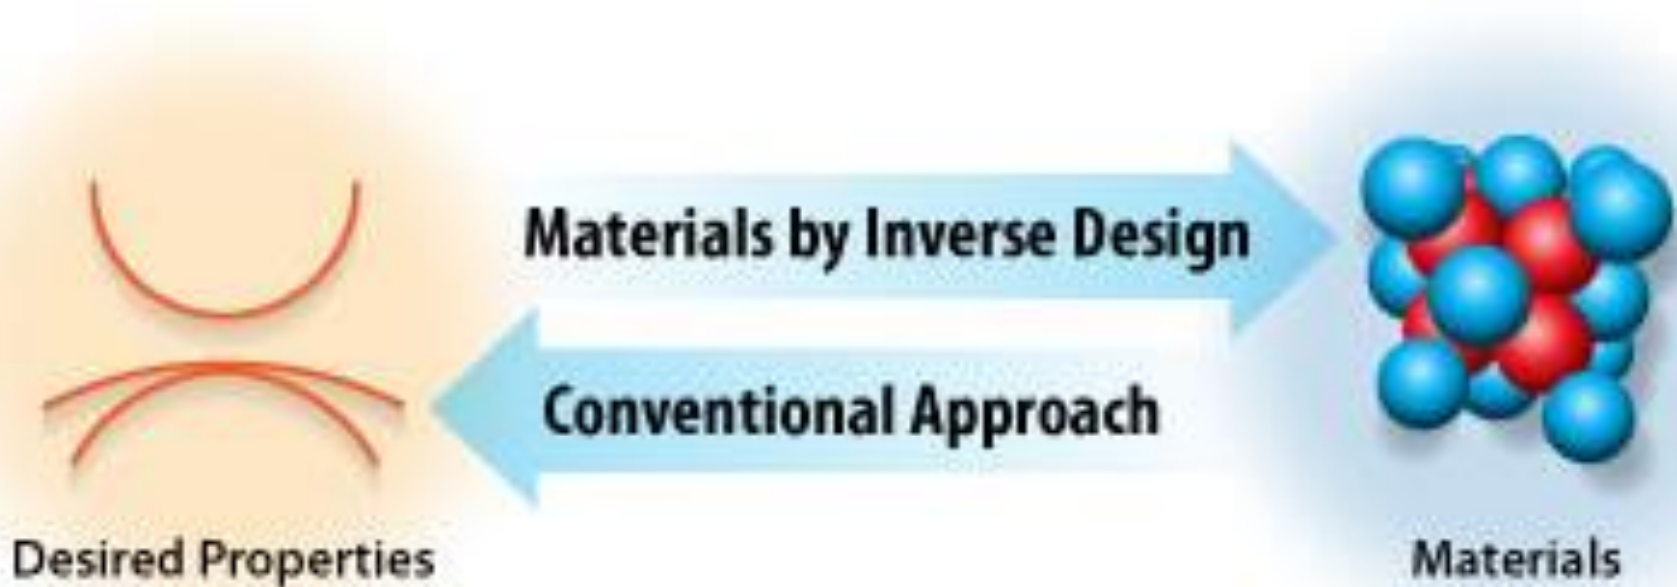 Materials by Inverse Design
Conventional Approach
Desired Properties
Materials